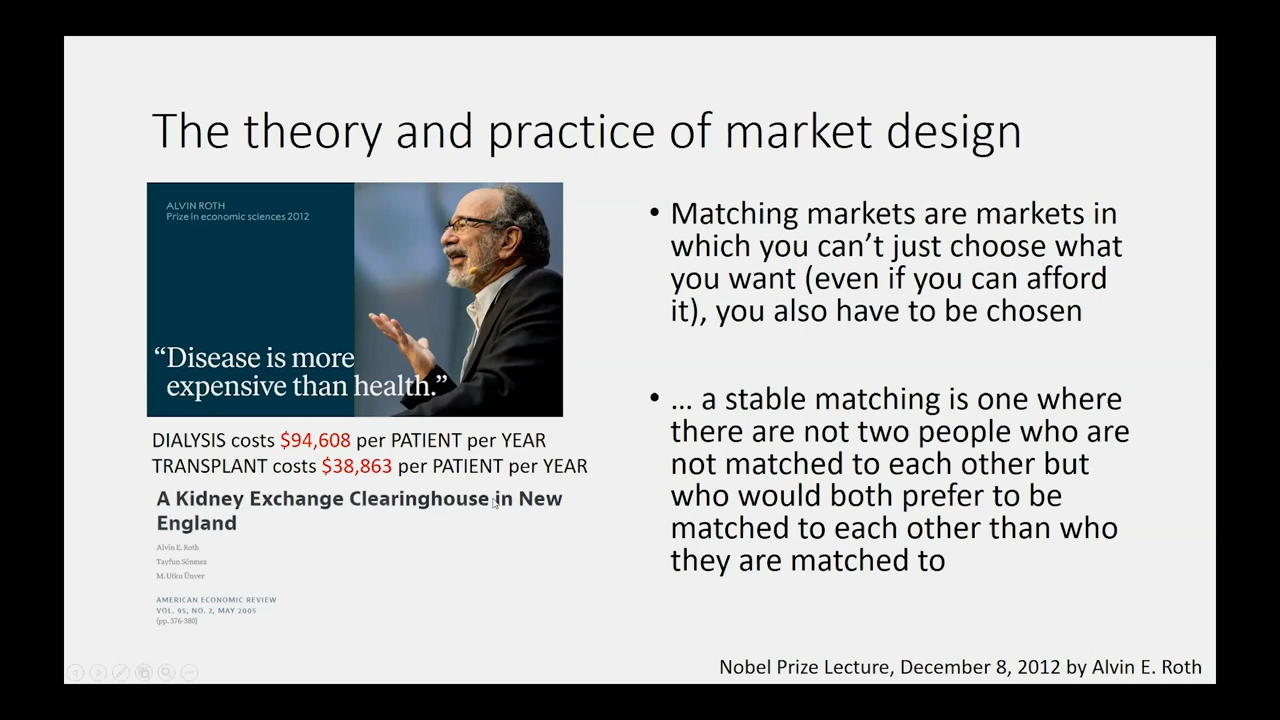 The theory and practice of market design
ALVIN ROTH
Prize in economic sciences 2012
“Disease is more
expensive than health.”
DIALYSIS costs $94,608 per PATIENT per YEAR
TRANSPLANT costs $38,863 per PATIENT per YEAR
A Kidney Exchange Clearinghouse in New
England
Alvin E. Roth
Tayfun Sönmez
M. Utku Ünver
AMERICAN ECONOMIC REVIEW
VOL. 95, NO. 2, MAY 2005
(pp. 376-380)
• Matching markets are markets in
which you can’t just choose what
you want (even if you can afford
it), you also have to be chosen
• … a stable matching is one where
there are not two people who are
not matched to each other but
who would both prefer to be
matched to each other than who
they are matched to
Nobel Prize Lecture, December 8, 2012 by Alvin E. Roth